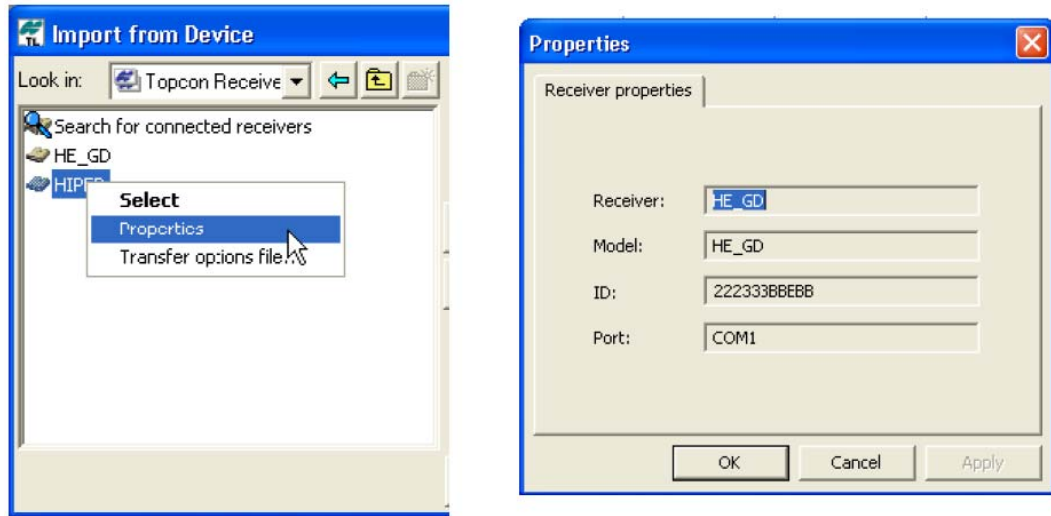 TL Import from Device
Look in: Topcon Receive
Search for connected receivers
HE_GD
Select
Properties
Transfer options file...
Properties
Receiver properties
Receiver: HE_GD
Model: HE_GD
ID: 222333BBEBB
Port: COM1
OK Cancel Apply